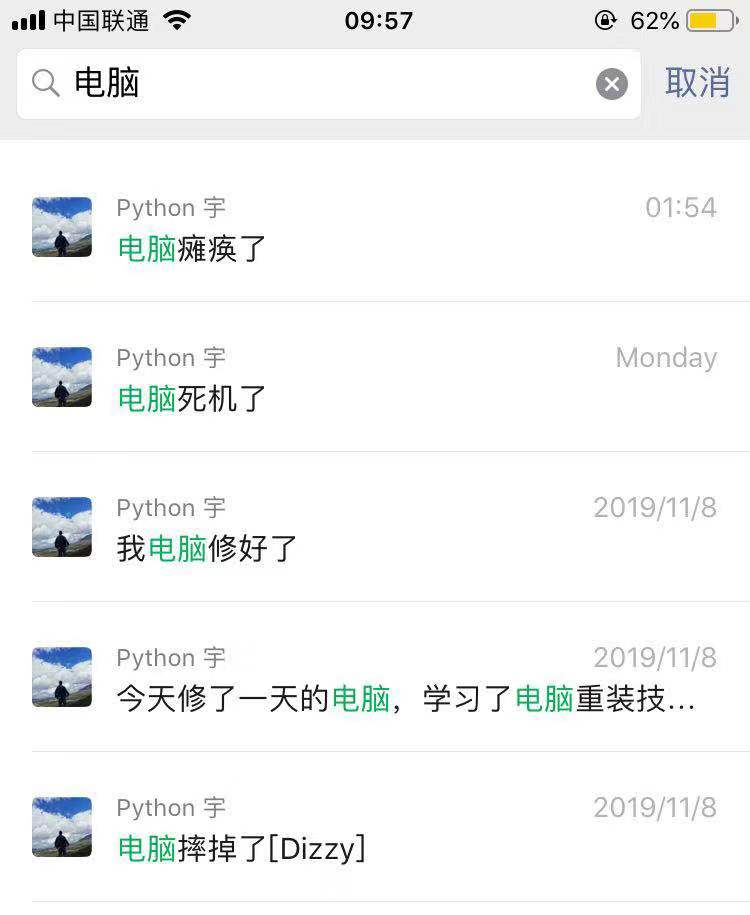 中国联通 09:57 62%
电脑 取消
Python 宇 01:54
电脑瘫痪了
Python 宇 Monday
电脑死机了
Python 宇 2019/11/8
我电脑修好了
Python 宇 2019/11/8
今天修了一天的电脑，学习了电脑重装技...
Python 宇 2019/11/8
电脑摔掉了[Dizzy]